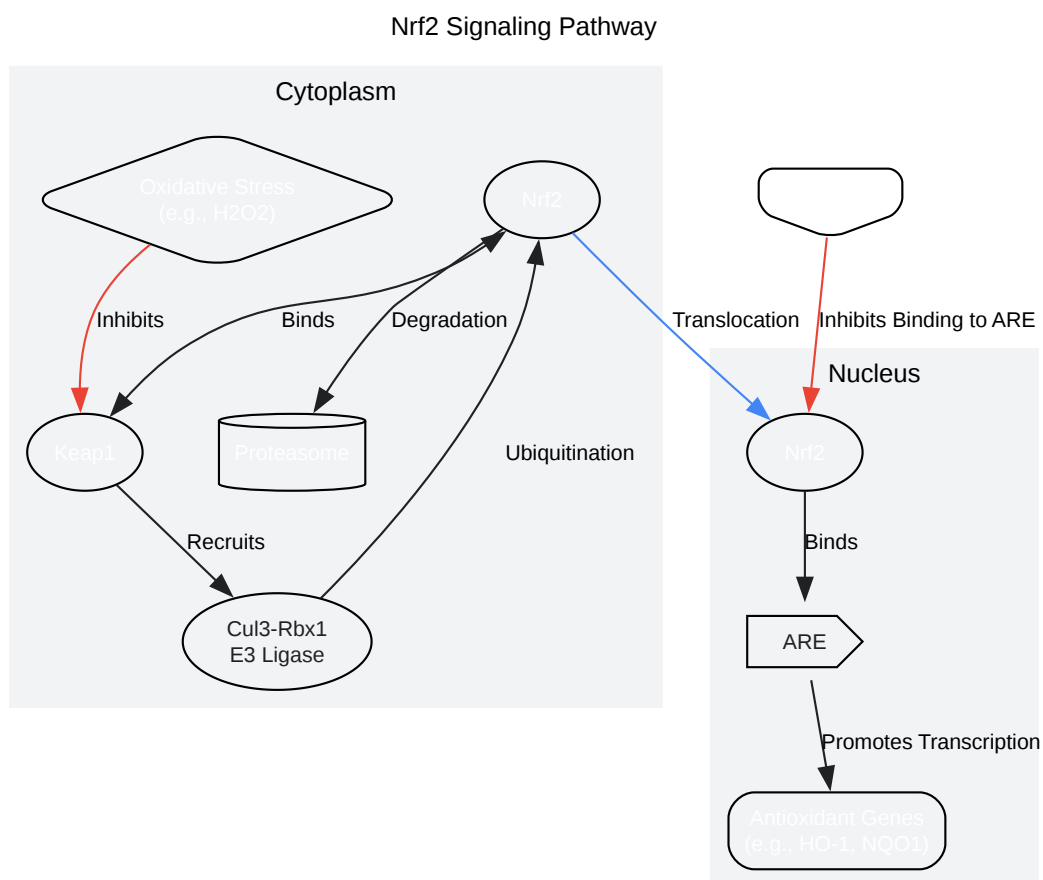 Nrf2 Signaling Pathway
Cytoplasm
Oxidative Stress
(e.g., H2O2)
Nrf2
Inhibits
Binds
Degradation
Translocation
Inhibits Binding to ARE
Nucleus
Keap1
Proteasome
Ubiquitination
Nrf2
Recruits
Binds
Cul3-Rbx1
E3 Ligase
ARE
Promotes Transcription
Antioxidant Genes
(e.g., HO-1, NQO1)